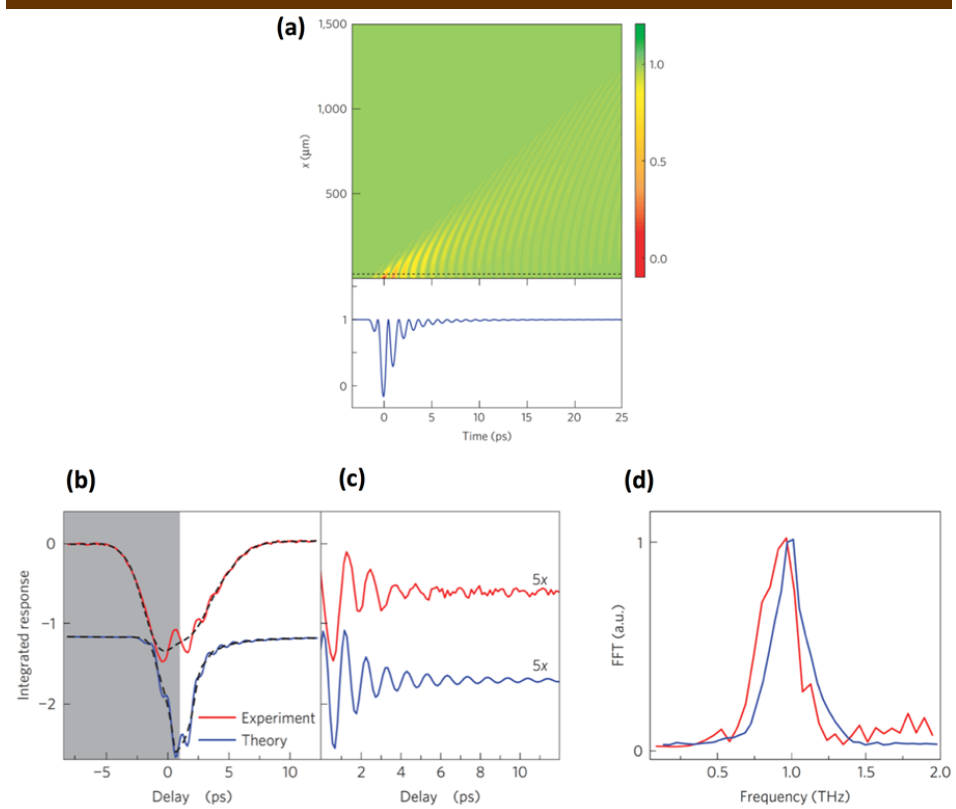 (a)
1,500
1,000
500
x (μm)
1.0
0.5
0.0
1
0
0 5 10 15 20 25
Time (ps)
(b) (c) (d)
0
-1
-2
Integrated response
Experiment
Theory
−5 0 5 10
Delay (ps)
5x
5x
2 4 6 8 10
Delay (ps)
1
0
FFT (a.u.)
0.5 1.0 1.5 2.0
Frequency (THz)